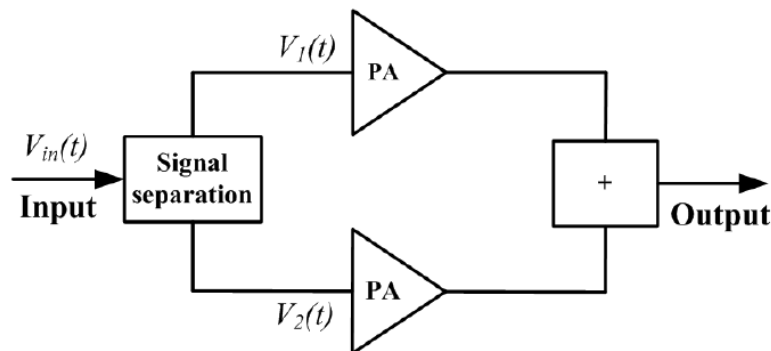 V1(t)
PA
Vin(t)
Input
Signal
separation
+
Output
PA
V2(t)